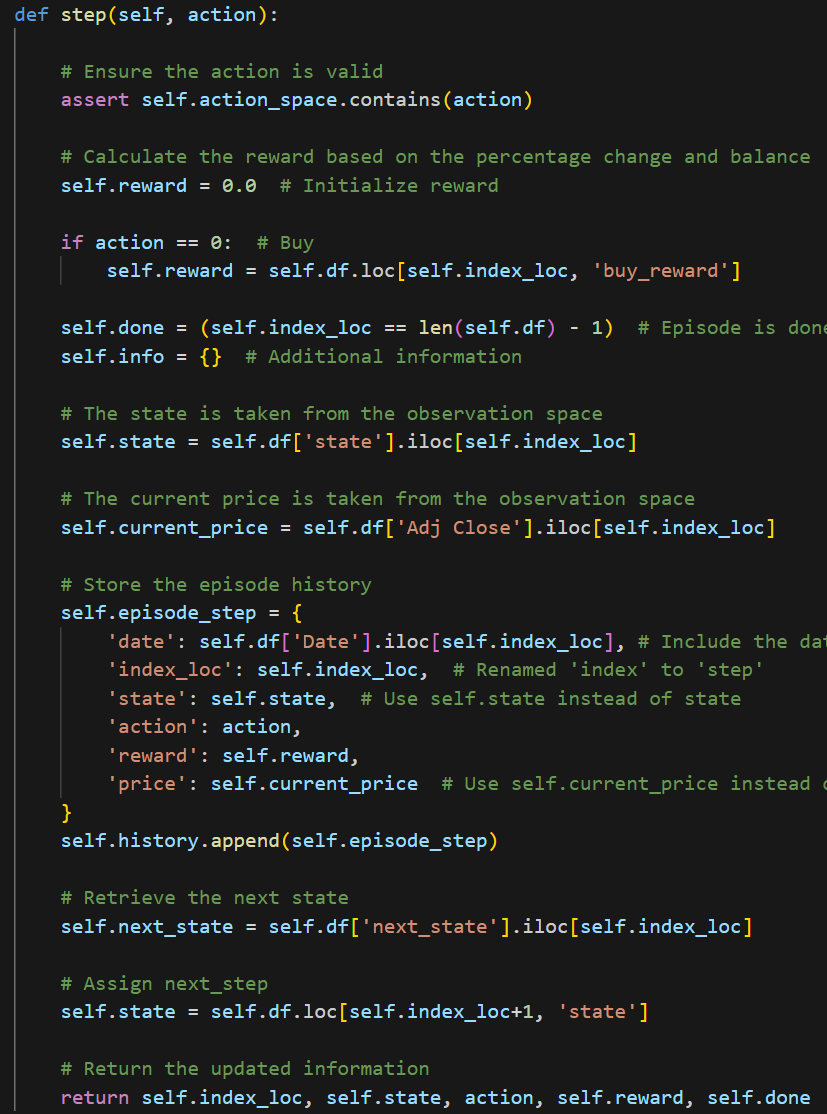 def step(self, action):
# Ensure the action is valid
assert self.action_space.contains(action)
# Calculate the reward based on the percentage change and balance
self.reward = 0.0  # Initialize reward
if action == 0:  # Buy
self.reward = self.df.loc[self.index_loc, 'buy_reward']
self.done = (self.index_loc == len(self.df) - 1)  # Episode is done
self.info = {}  # Additional information
# The state is taken from the observation space
self.state = self.df['state'].iloc[self.index_loc]
# The current price is taken from the observation space
self.current_price = self.df['Adj Close'].iloc[self.index_loc]
# Store the episode history
self.episode_step = {
'date': self.df['Date'].iloc[self.index_loc], # Include the
'index_loc': self.index_loc,  # Renamed 'index' to 'step'
'state': self.state,  # Use self.state instead of state
'action': action,
'reward': self.reward,
'price': self.current_price  # Use self.current_price instead
}
self.history.append(self.episode_step)
# Retrieve the next state
self.next_state = self.df['next_state'].iloc[self.index_loc]
# Assign next_step
self.state = self.df.loc[self.index_loc+1, 'state']
# Return the updated information
return self.index_loc, self.state, action, self.reward, self.done